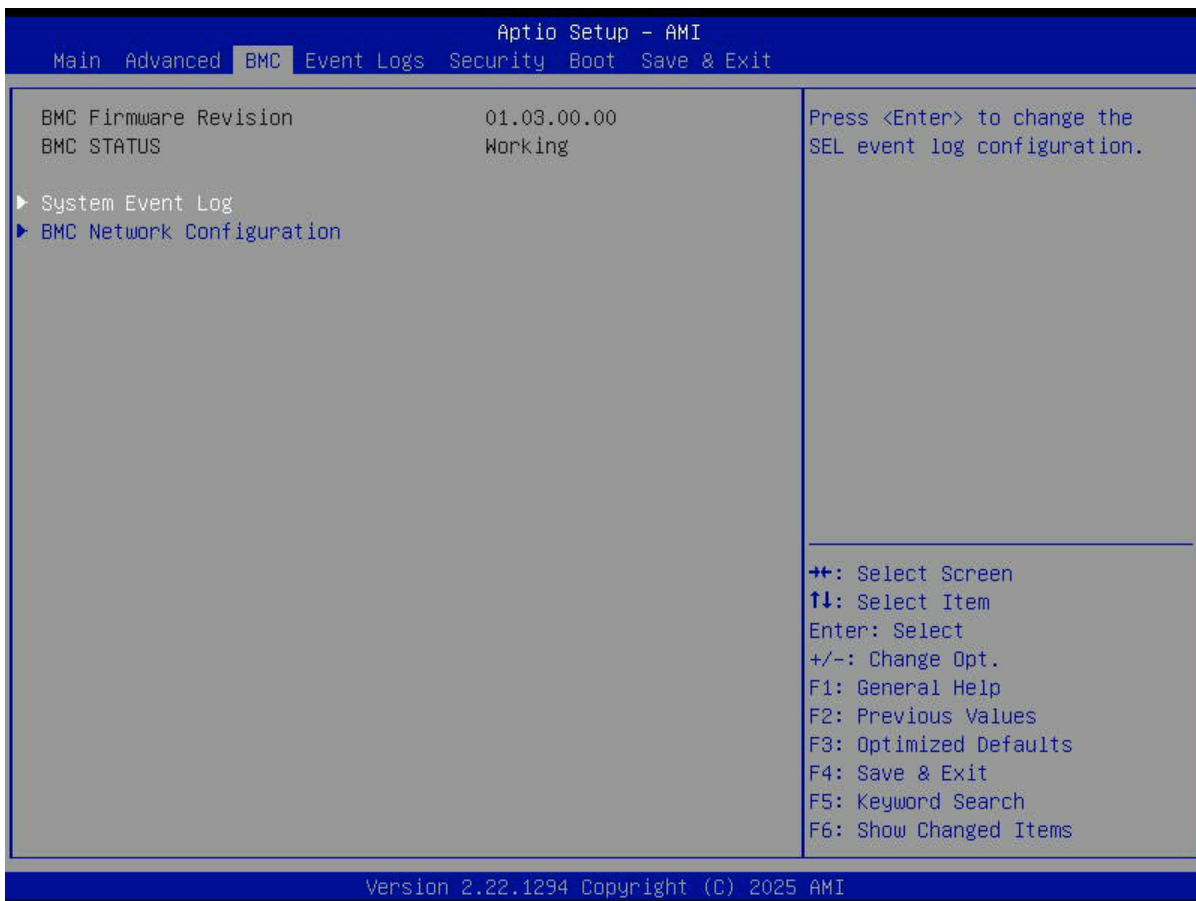 Aptio Setup - AMI
Main Advanced BMC Event Logs Security Boot Save & Exit
BMC Firmware Revision 01.03.00.00
BMC STATUS Working
System Event Log
BMC Network Configuration
Press <Enter> to change the
SEL event log configuration.
→←: Select Screen
↑↓: Select Item
Enter: Select
+/-: Change Opt.
F1: General Help
F2: Previous Values
F3: Optimized Defaults
F4: Save & Exit
F5: Keyword Search
F6: Show Changed Items
Version 2.22.1294 Copyright (C) 2025 AMI